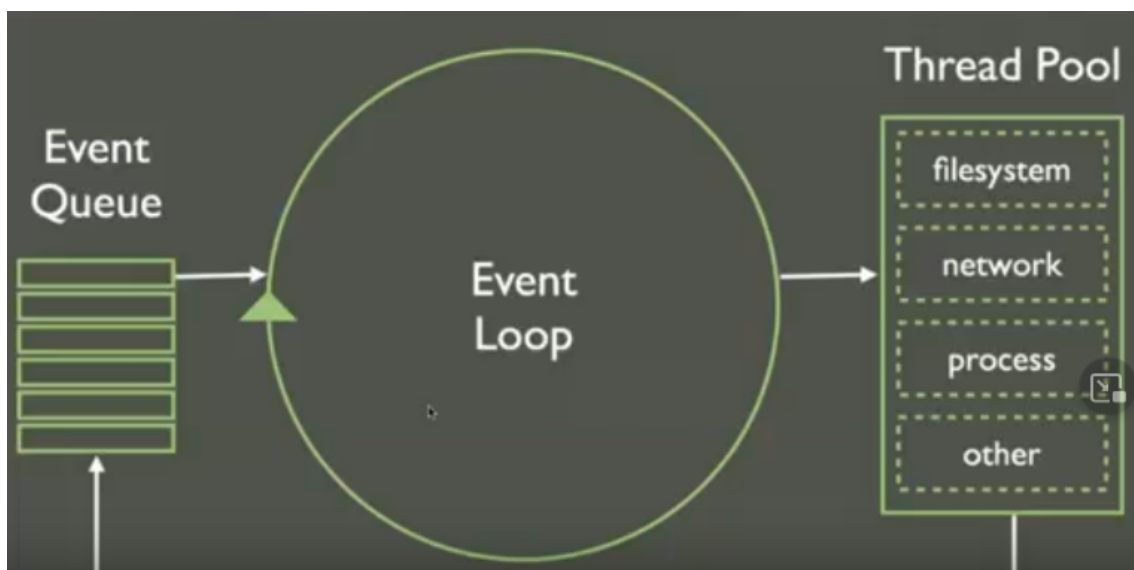 Event
Queue
Event
Loop
Thread Pool
filesystem
network
process
other